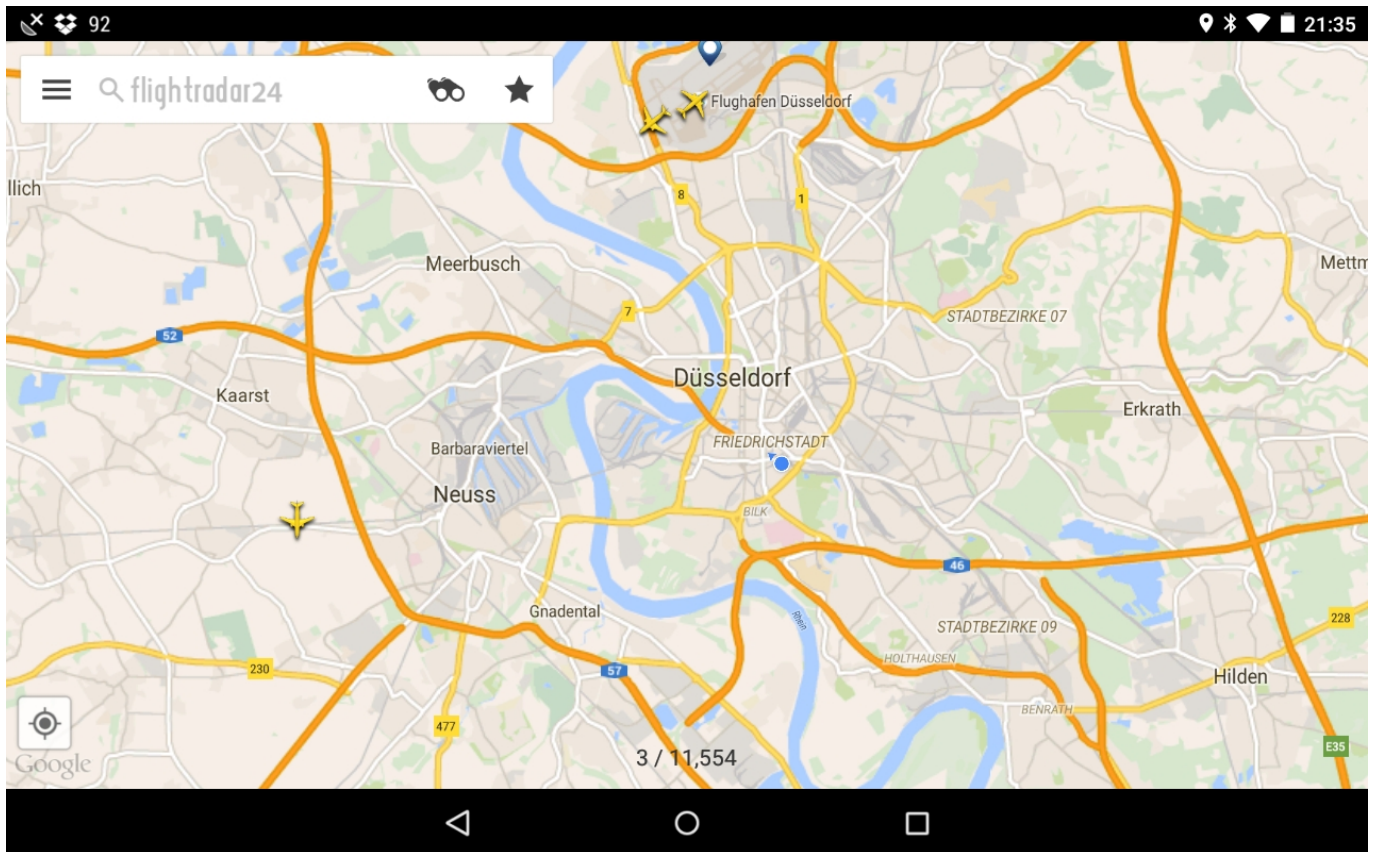 92
21:35
flightradar24
Flughafen Düsseldorf
llich
8
1
Meerbusch
Mettm
7
STADTBEZIRKE 07
52
Düsseldorf
Kaarst
Erkrath
FRIEDRICHSTADT
Barbaraviertel
Neuss
BILK
46
Gnadental
Rhein
228
STADTBEZIRKE 09
HOLTHAUSEN
230
57
Hilden
BENRATH
477
E35
3 / 11,554
Google